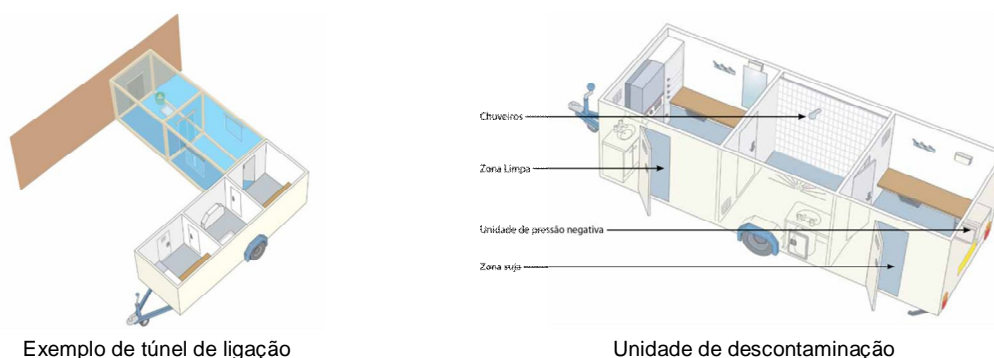 Chuveiros
Zona Limpa
Unidade de pressão negativa
Zona suja
Exemplo de túnel de ligação
Unidade de descontaminação